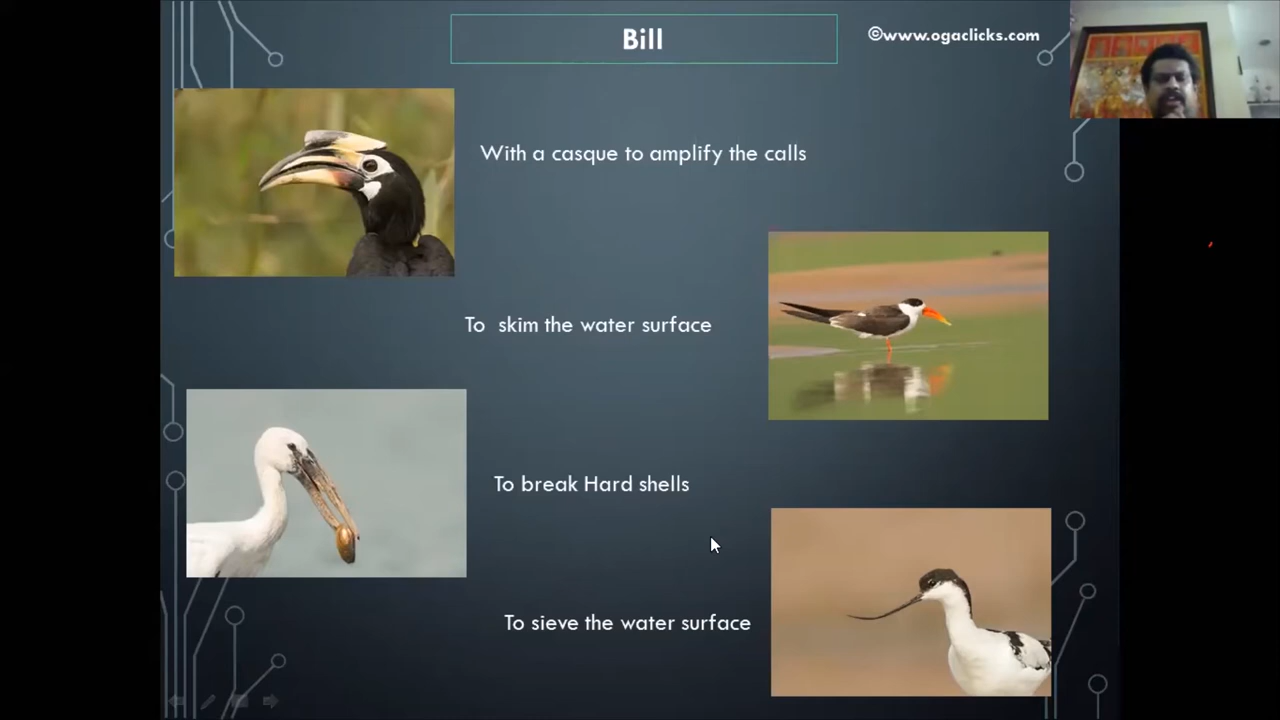 Bill
©www.ogaclicks.com
With a casque to amplify the calls
To skim the water surface
To break Hard shells
To sieve the water surface